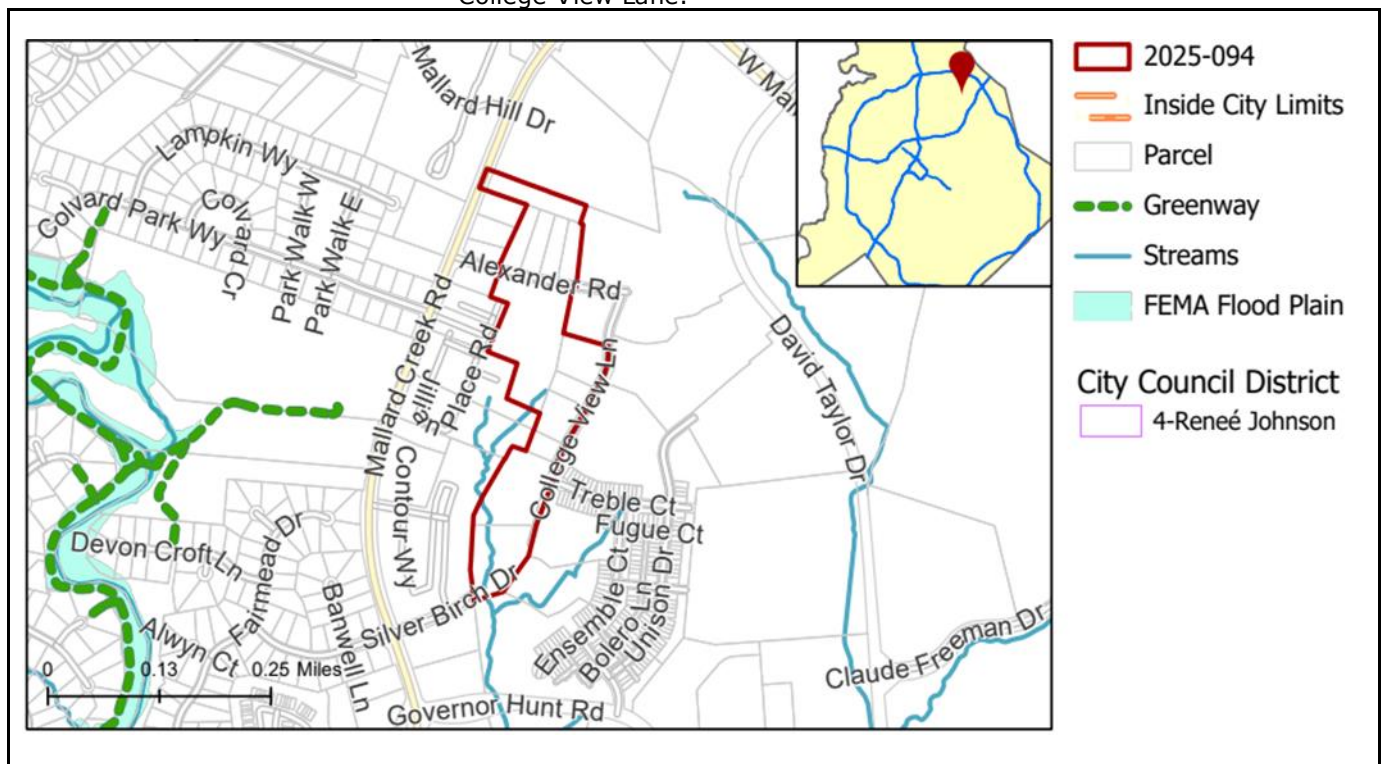 College View Lane.
Mallard Hill Dr
Lampkin Wy
Colvard Park Wy
Colvard Cr
Park Walk W
Park Walk E
Mallard Creek Rd
Alexander Rd
Jillian
Place Rd
College View Ln
Contour Wy
David Taylor Dr
Treble Ct
Fugue Ct
Devon Croft Ln
Fairmead Dr
Banwell Ln
Silver Birch Dr
Ensemble Ct
Bolero Ln
Unison Dr
Alwyn Ct
Claude Freeman Dr
Governor Hunt Rd
0 0.13 0.25 Miles
2025-094
Inside City Limits
Parcel
Greenway
Streams
FEMA Flood Plain
City Council District
4-Reneé Johnson